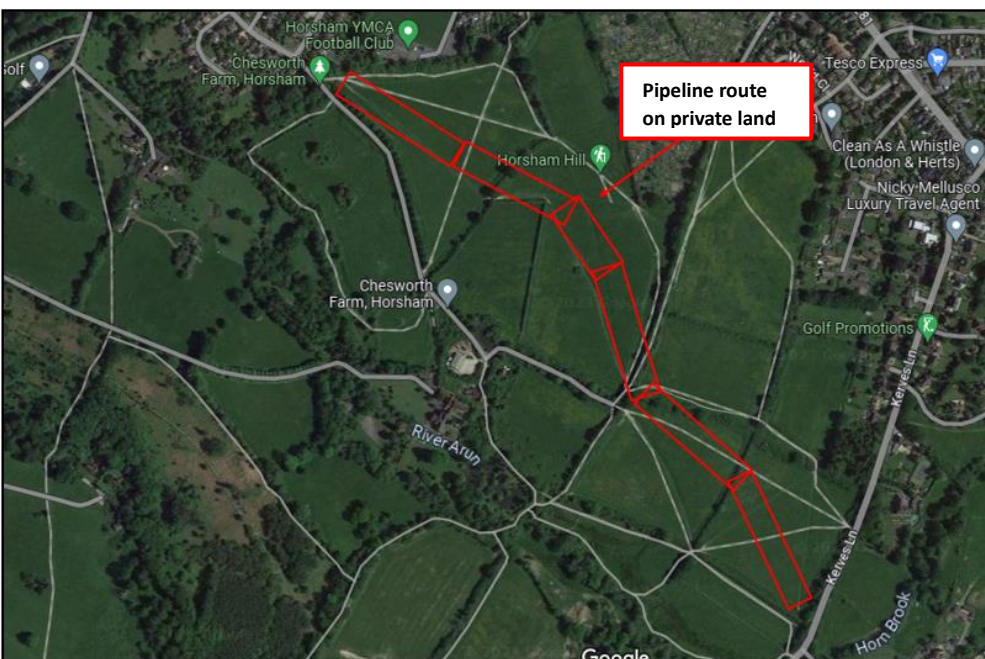 Horsham YMCA
Football Club
Chesworth
Farm, Horsham
Pipeline route
on private land
Tesco Express
Clean As A Whistle
(London & Herts)
Horsham Hill
Nicky Mellusco
Luxury Travel Agent
Chesworth
Farm, Horsham
Golf Promotions
Kerves Ln
River Arun
Kerves Ln
Horn Brook
Google